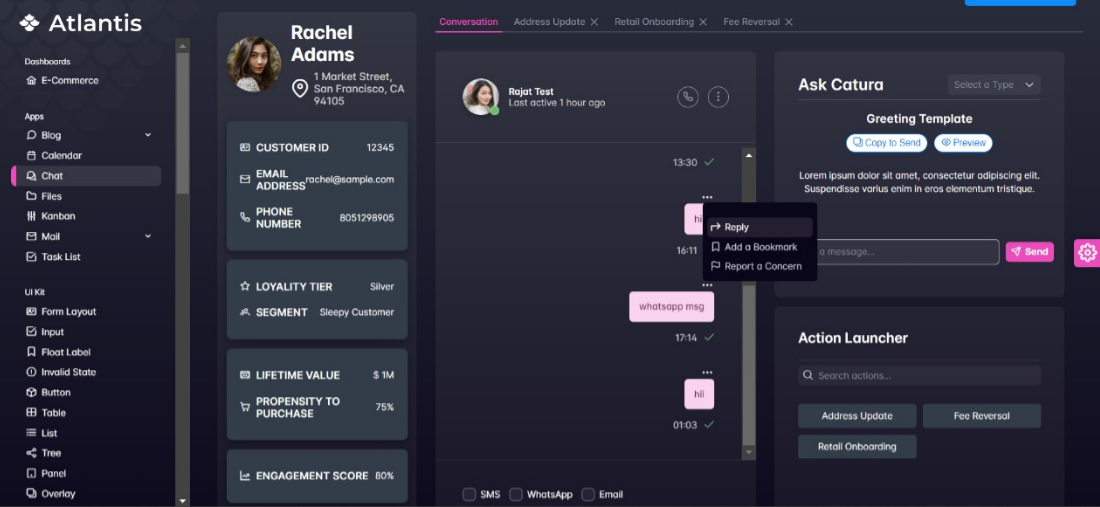 Atlantis
Dashboards
E-Commerce
Apps
Blog
Calendar
Chat
Files
Kanban
Mail
Task List
UI Kit
Form Layout
Input
Float Label
Invalid State
Button
Table
List
Tree
Panel
Overlay
Rachel
Adams
1 Market Street,
San Francisco, CA
94105
CUSTOMER ID 12345
EMAIL
ADDRESS rachel@sample.com
PHONE
NUMBER 8051298905
LOYALITY TIER Silver
SEGMENT Sleepy Customer
LIFETIME VALUE $ 1M
PROPENSITY TO
PURCHASE 75%
ENGAGEMENT SCORE 80%
Conversation Address Update Retail Onboarding Fee Reversal
Rajat Test
Last active 1 hour ago
13:30
hii
16:11
Reply
Add a Bookmark
Report a Concern
whatsapp msg
17:14
hii
01:03
SMS WhatsApp Email
Ask Catura Select a Type
Greeting Template
Copy to Send Preview
Lorem ipsum dolor sit amet, consectetur adipiscing elit.
Suspendisse varius enim in eros elementum tristique.
a message... Send
Action Launcher
Search actions...
Address Update Fee Reversal
Retail Onboarding